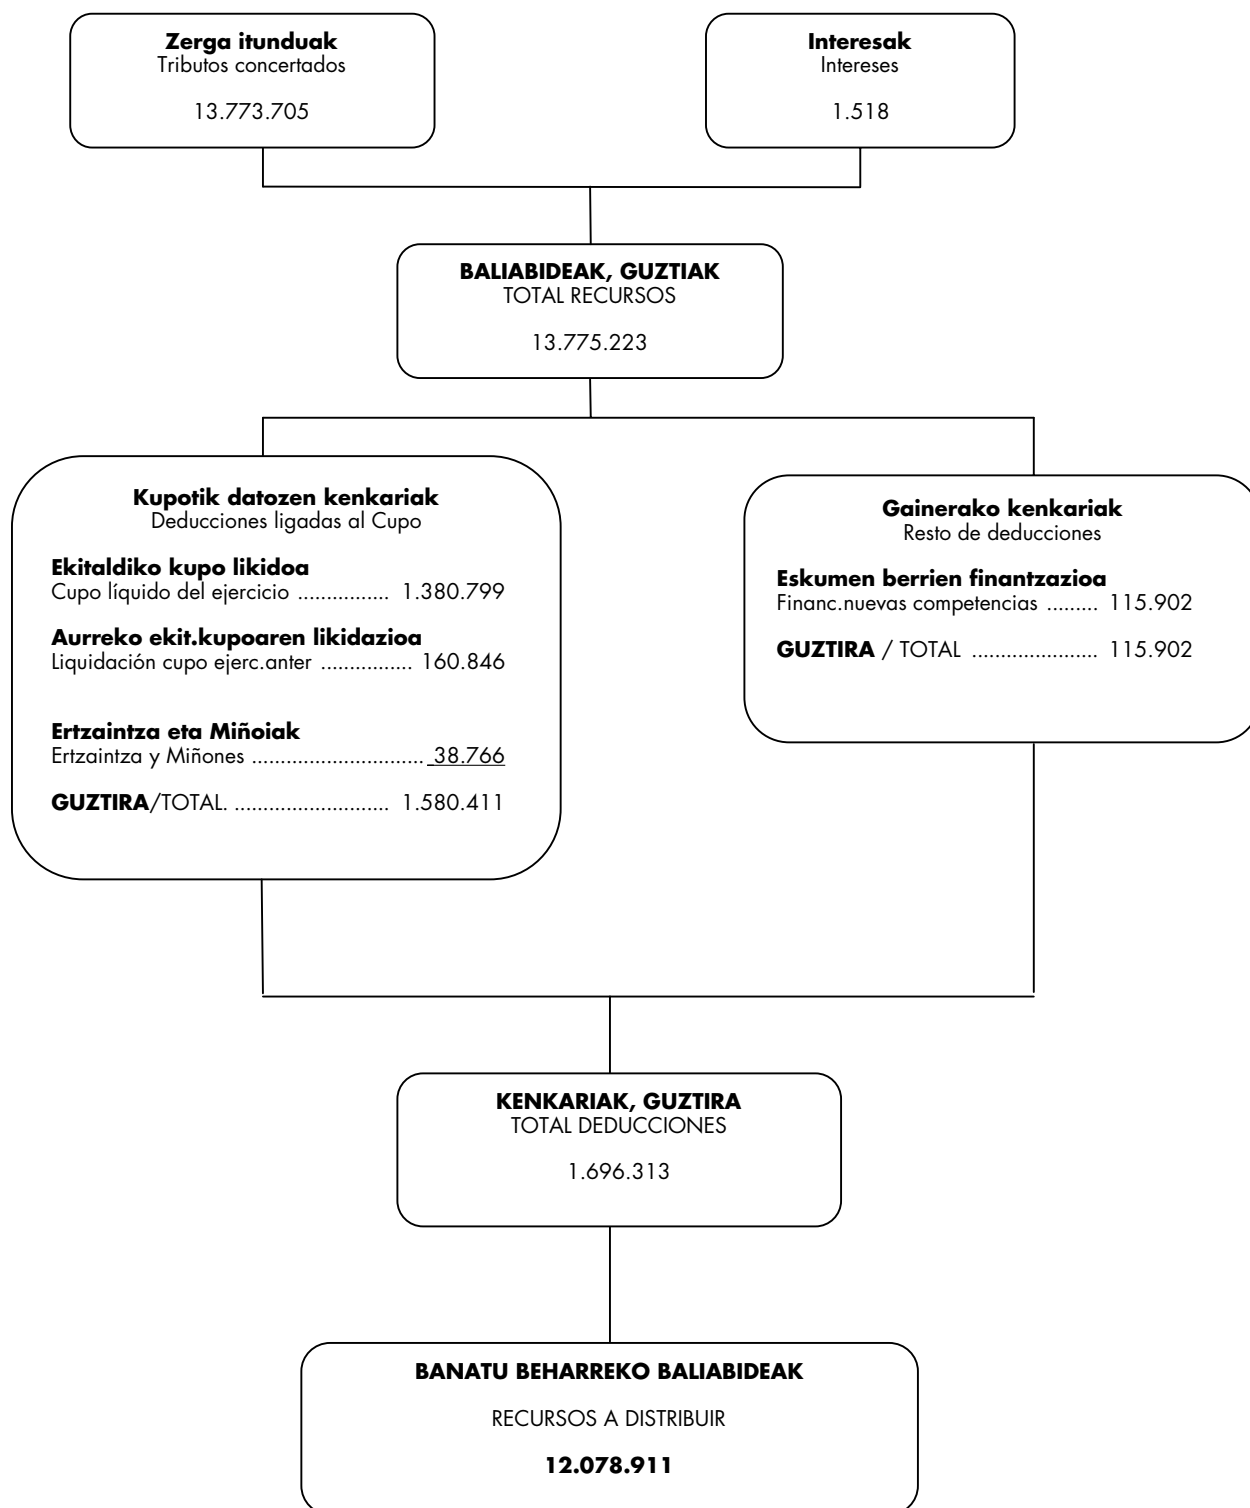 Zerga itunduak
Tributos concertados
13.773.705
Interesak
Intereses
1.518
BALIABIDEAK, GUZTIAK
TOTAL RECURSOS
13.775.223
Kupotik datozen kenkariak
Deducciones ligadas al Cupo
Ekitaldiko kupo likidoa
Cupo líquido del ejercicio ................ 1.380.799
Aurreko ekit.kupoaren likidazioa
Liquidación cupo ejerc.anter ................ 160.846
Ertzaintza eta Miñoiak
Ertzaintza y Miñones .............................. 38.766
GUZTIRA/TOTAL. ........................... 1.580.411
Gainerako kenkariak
Resto de deducciones
Eskumen berrien finantzazioa
Financ.nuevas competencias ......... 115.902
GUZTIRA / TOTAL ...................... 115.902
KENKARIAK, GUZTIRA
TOTAL DEDUCCIONES
1.696.313
BANATU BEHARREKO BALIABIDEAK
RECURSOS A DISTRIBUIR
12.078.911